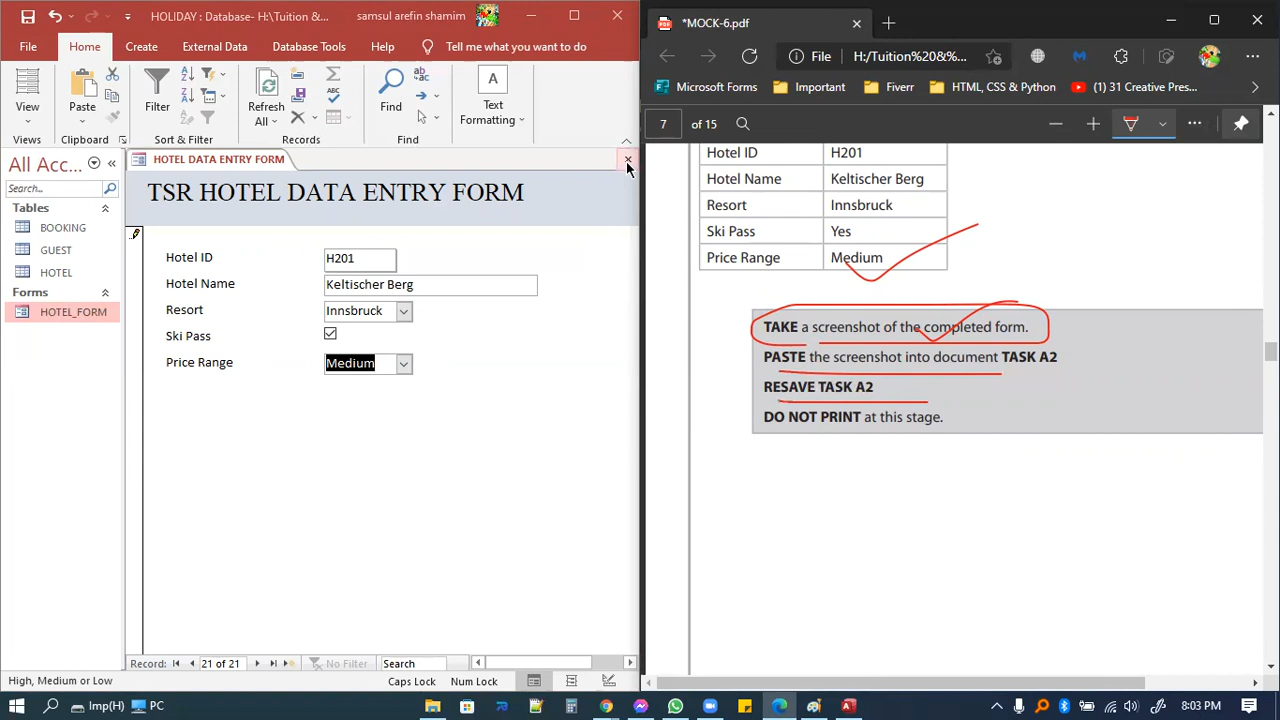 HOLIDAY : Database- H:\Tuition &...
samsul arefin shamim
File Home Create External Data Database Tools Help Tell me what you want to do
View
Paste
Filter
Refresh All
Find
Text Formatting
Views Clipboard Sort & Filter Records Find
All Acc...
Search...
Tables
BOOKING
GUEST
HOTEL
Forms
HOTEL_FORM
HOTEL DATA ENTRY FORM
TSR HOTEL DATA ENTRY FORM
Hotel ID H201
Hotel Name Keltischer Berg
Resort Innsbruck
Ski Pass
Price Range Medium
Record: 21 of 21 No Filter Search
High, Medium or Low Caps Lock Num Lock
*MOCK-6.pdf
File H:/Tuition%20&%...
Microsoft Forms Important Fiverr HTML, CSS & Python (1) 31 Creative Pres...
7 of 15
Hotel ID H201
Hotel Name Keltischer Berg
Resort Innsbruck
Ski Pass Yes
Price Range Medium
TAKE a screenshot of the completed form.
PASTE the screenshot into document TASK A2
RESAVE TASK A2
DO NOT PRINT at this stage.
Imp(H) PC 8:03 PM